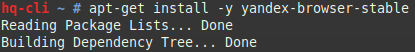 hq-cli ~ # apt-get install -y yandex-browser-stable
Reading Package Lists... Done
Building Dependency Tree... Done